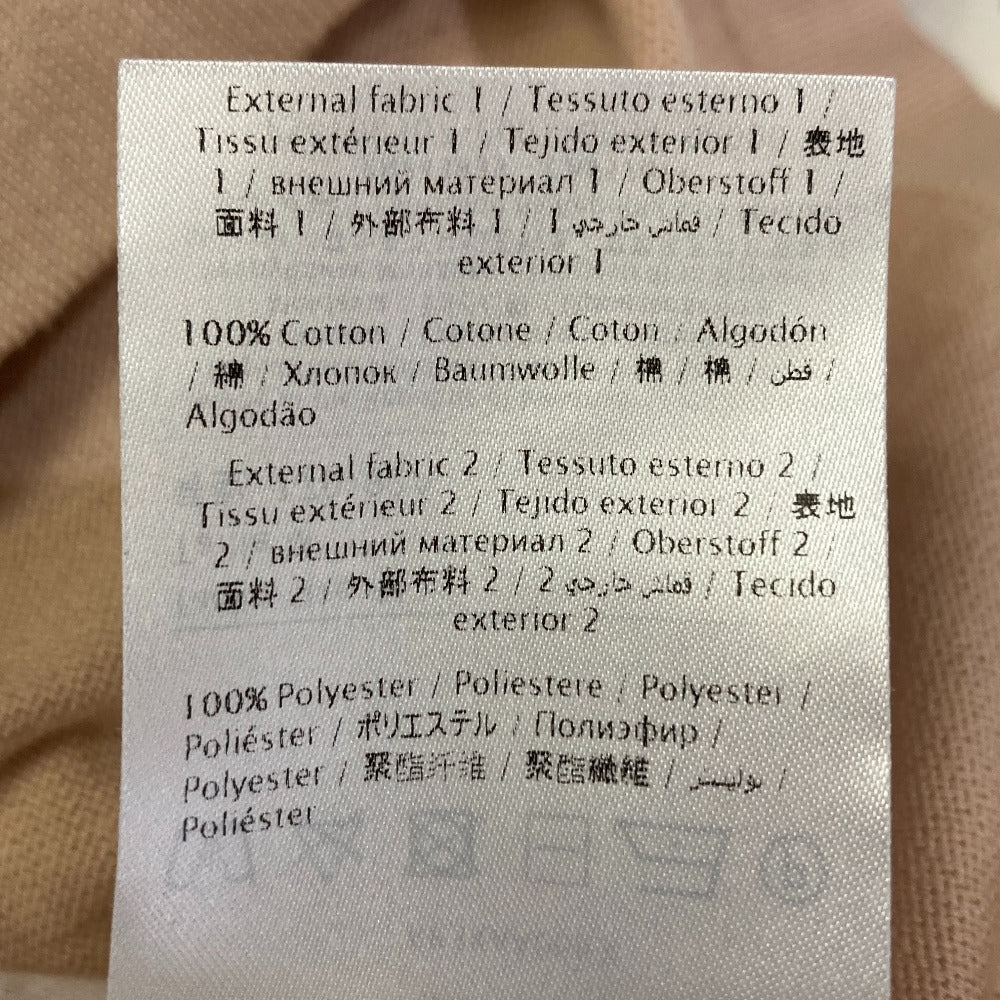 External fabric 1 / Tessuto esterno 1 /
Tissu extérieur 1 / Tejido exterior 1 / 表地
1 / внешний материал 1 / Oberstoff 1 /
面料 1 / 外部布料 1 / قماش خارجي 1 / Tecido
exterior 1
100% Cotton / Cotone / Coton / Algodón
/ 綿 / Хлопок / Baumwolle / 棉 / 棉 / قطن /
Algodão
External fabric 2 / Tessuto esterno 2 /
Tissu extérieur 2 / Tejido exterior 2 / 表地
2 / внешний материал 2 / Oberstoff 2 /
面料 2 / 外部布料 2 / قماش خارجي 2 / Tecido
exterior 2
100% Polyester / Poliestere / Polyester /
Poliéster / ポリエステル / Полиэфир /
Polyester / 聚酯纤维 / 聚酯纖維 / بوليستر /
Poliéster